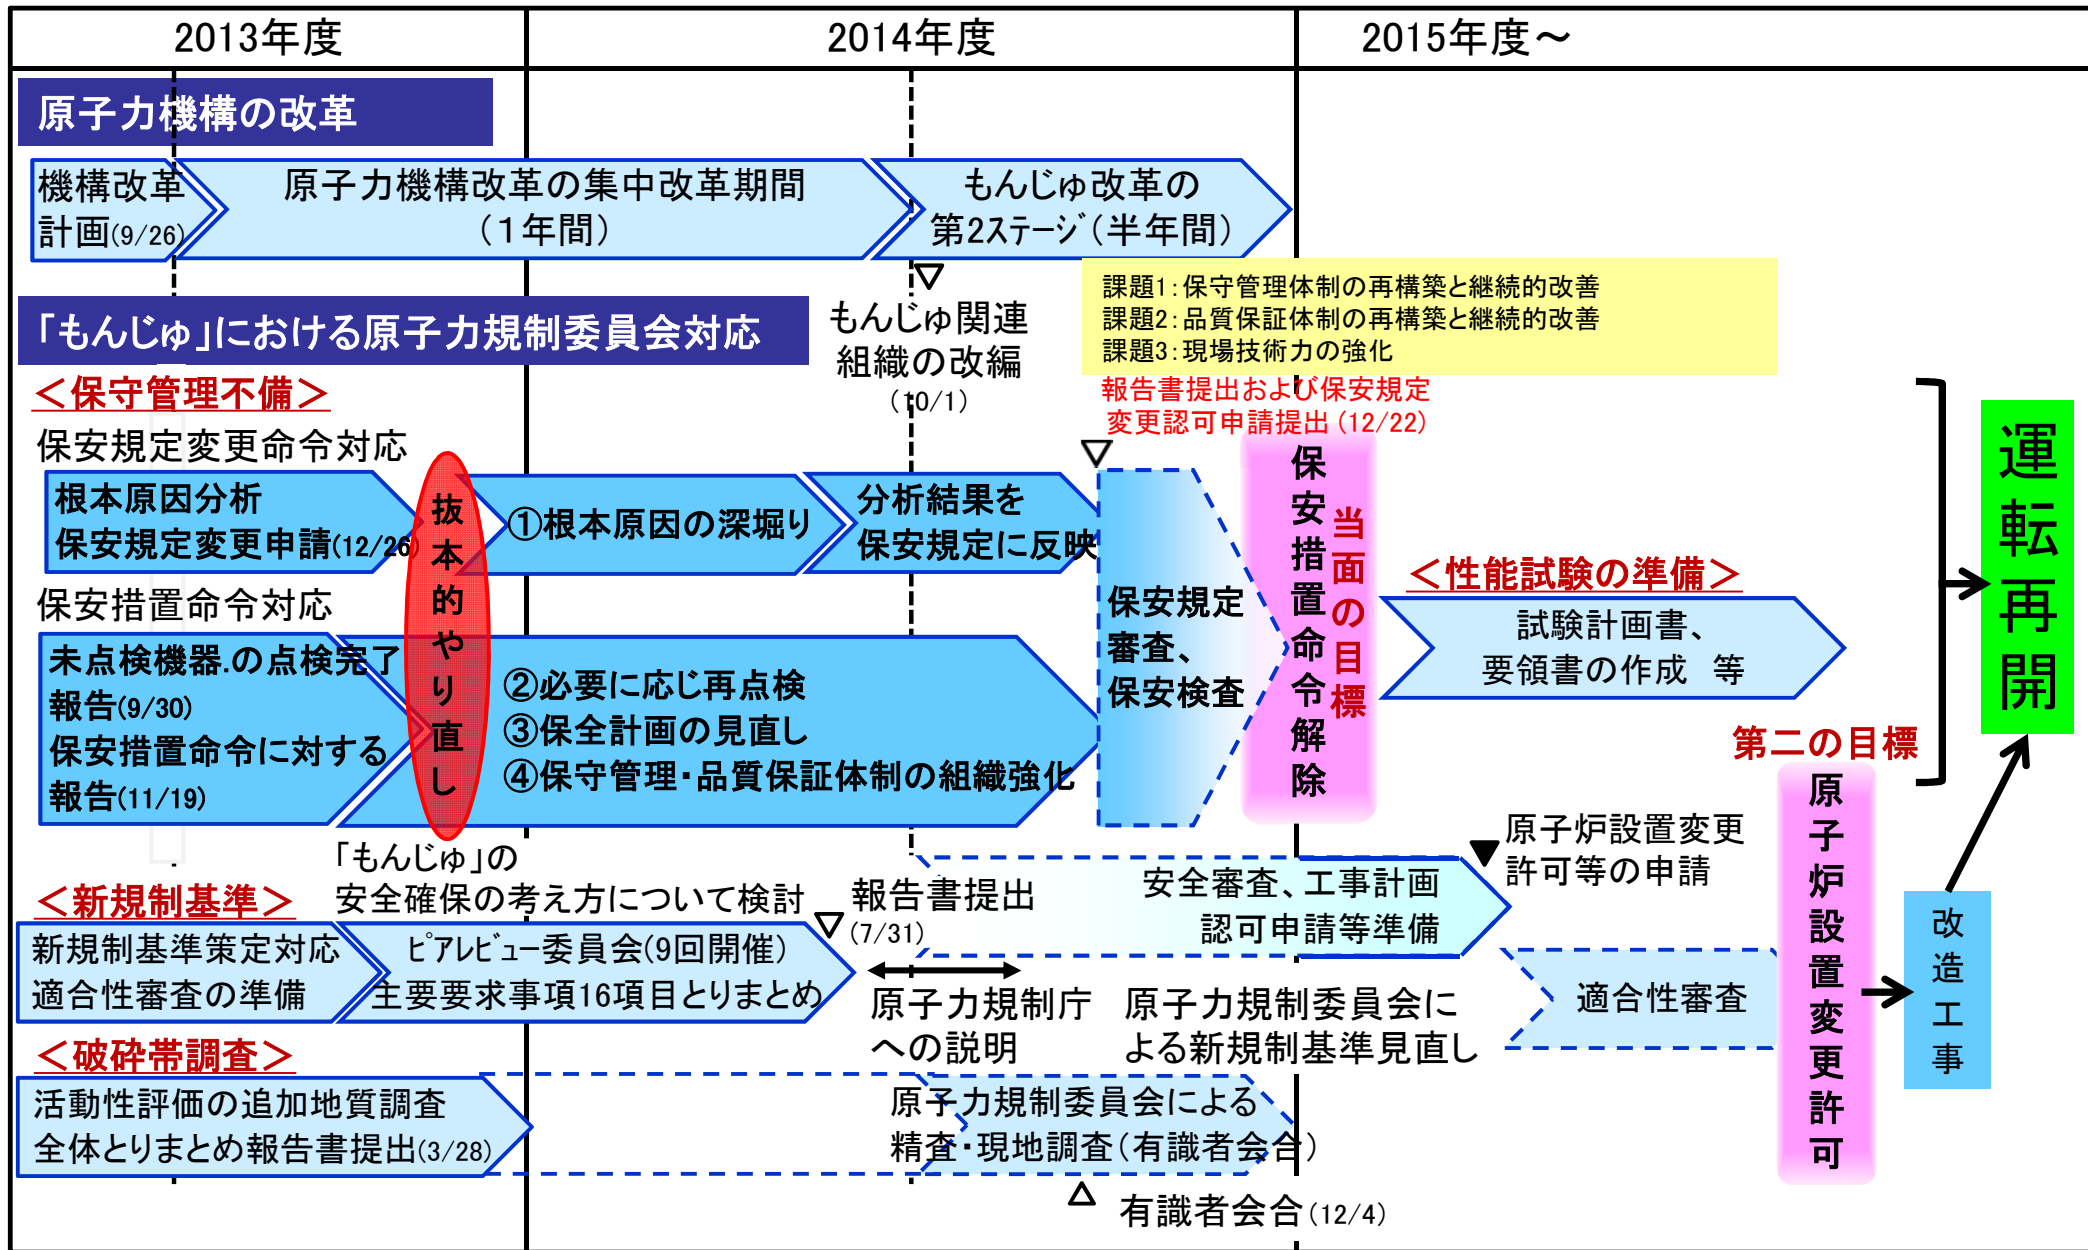 2013年度
2014年度
2015年度～
原子力機構の改革
機構改革
計画(9/26)
原子力機構改革の集中改革期間
(１年間)
もんじゅ改革の
第2ステージ(半年間)
もんじゅ関連
組織の改編
(10/1)
課題1:保守管理体制の再構築と継続的改善
課題2:品質保証体制の再構築と継続的改善
課題3:現場技術力の強化
「もんじゅ」における原子力規制委員会対応
＜保守管理不備＞
報告書提出および保安規定
変更認可申請提出(12/22)
保安規定変更命令対応
根本原因分析
保安規定変更申請(12/26)
抜本的やり直し
①根本原因の深堀り
分析結果を
保安規定に反映
保安措置命令対応
未点検機器.の点検完了
報告(9/30)
保安措置命令に対する
報告(11/19)
②必要に応じ再点検
③保全計画の見直し
④保守管理・品質保証体制の組織強化
保安規定
審査、
保安検査
保安措置命令解除
当面の目標
＜性能試験の準備＞
試験計画書、
要領書の作成　等
運転再開
第二の目標
原子炉設置変更許可
改造工事
＜新規制基準＞
「もんじゅ」の
安全確保の考え方について検討
新規制基準策定対応
適合性審査の準備
ピアレビュー委員会(9回開催)
主要要求事項16項目とりまとめ
報告書提出
(7/31)
安全審査、工事計画
認可申請等準備
原子炉設置変更
許可等の申請
原子力規制庁
への説明
原子力規制委員会に
よる新規制基準見直し
適合性審査
＜破砕帯調査＞
活動性評価の追加地質調査
全体とりまとめ報告書提出(3/28)
原子力規制委員会による
精査・現地調査(有識者会合)
有識者会合(12/4)